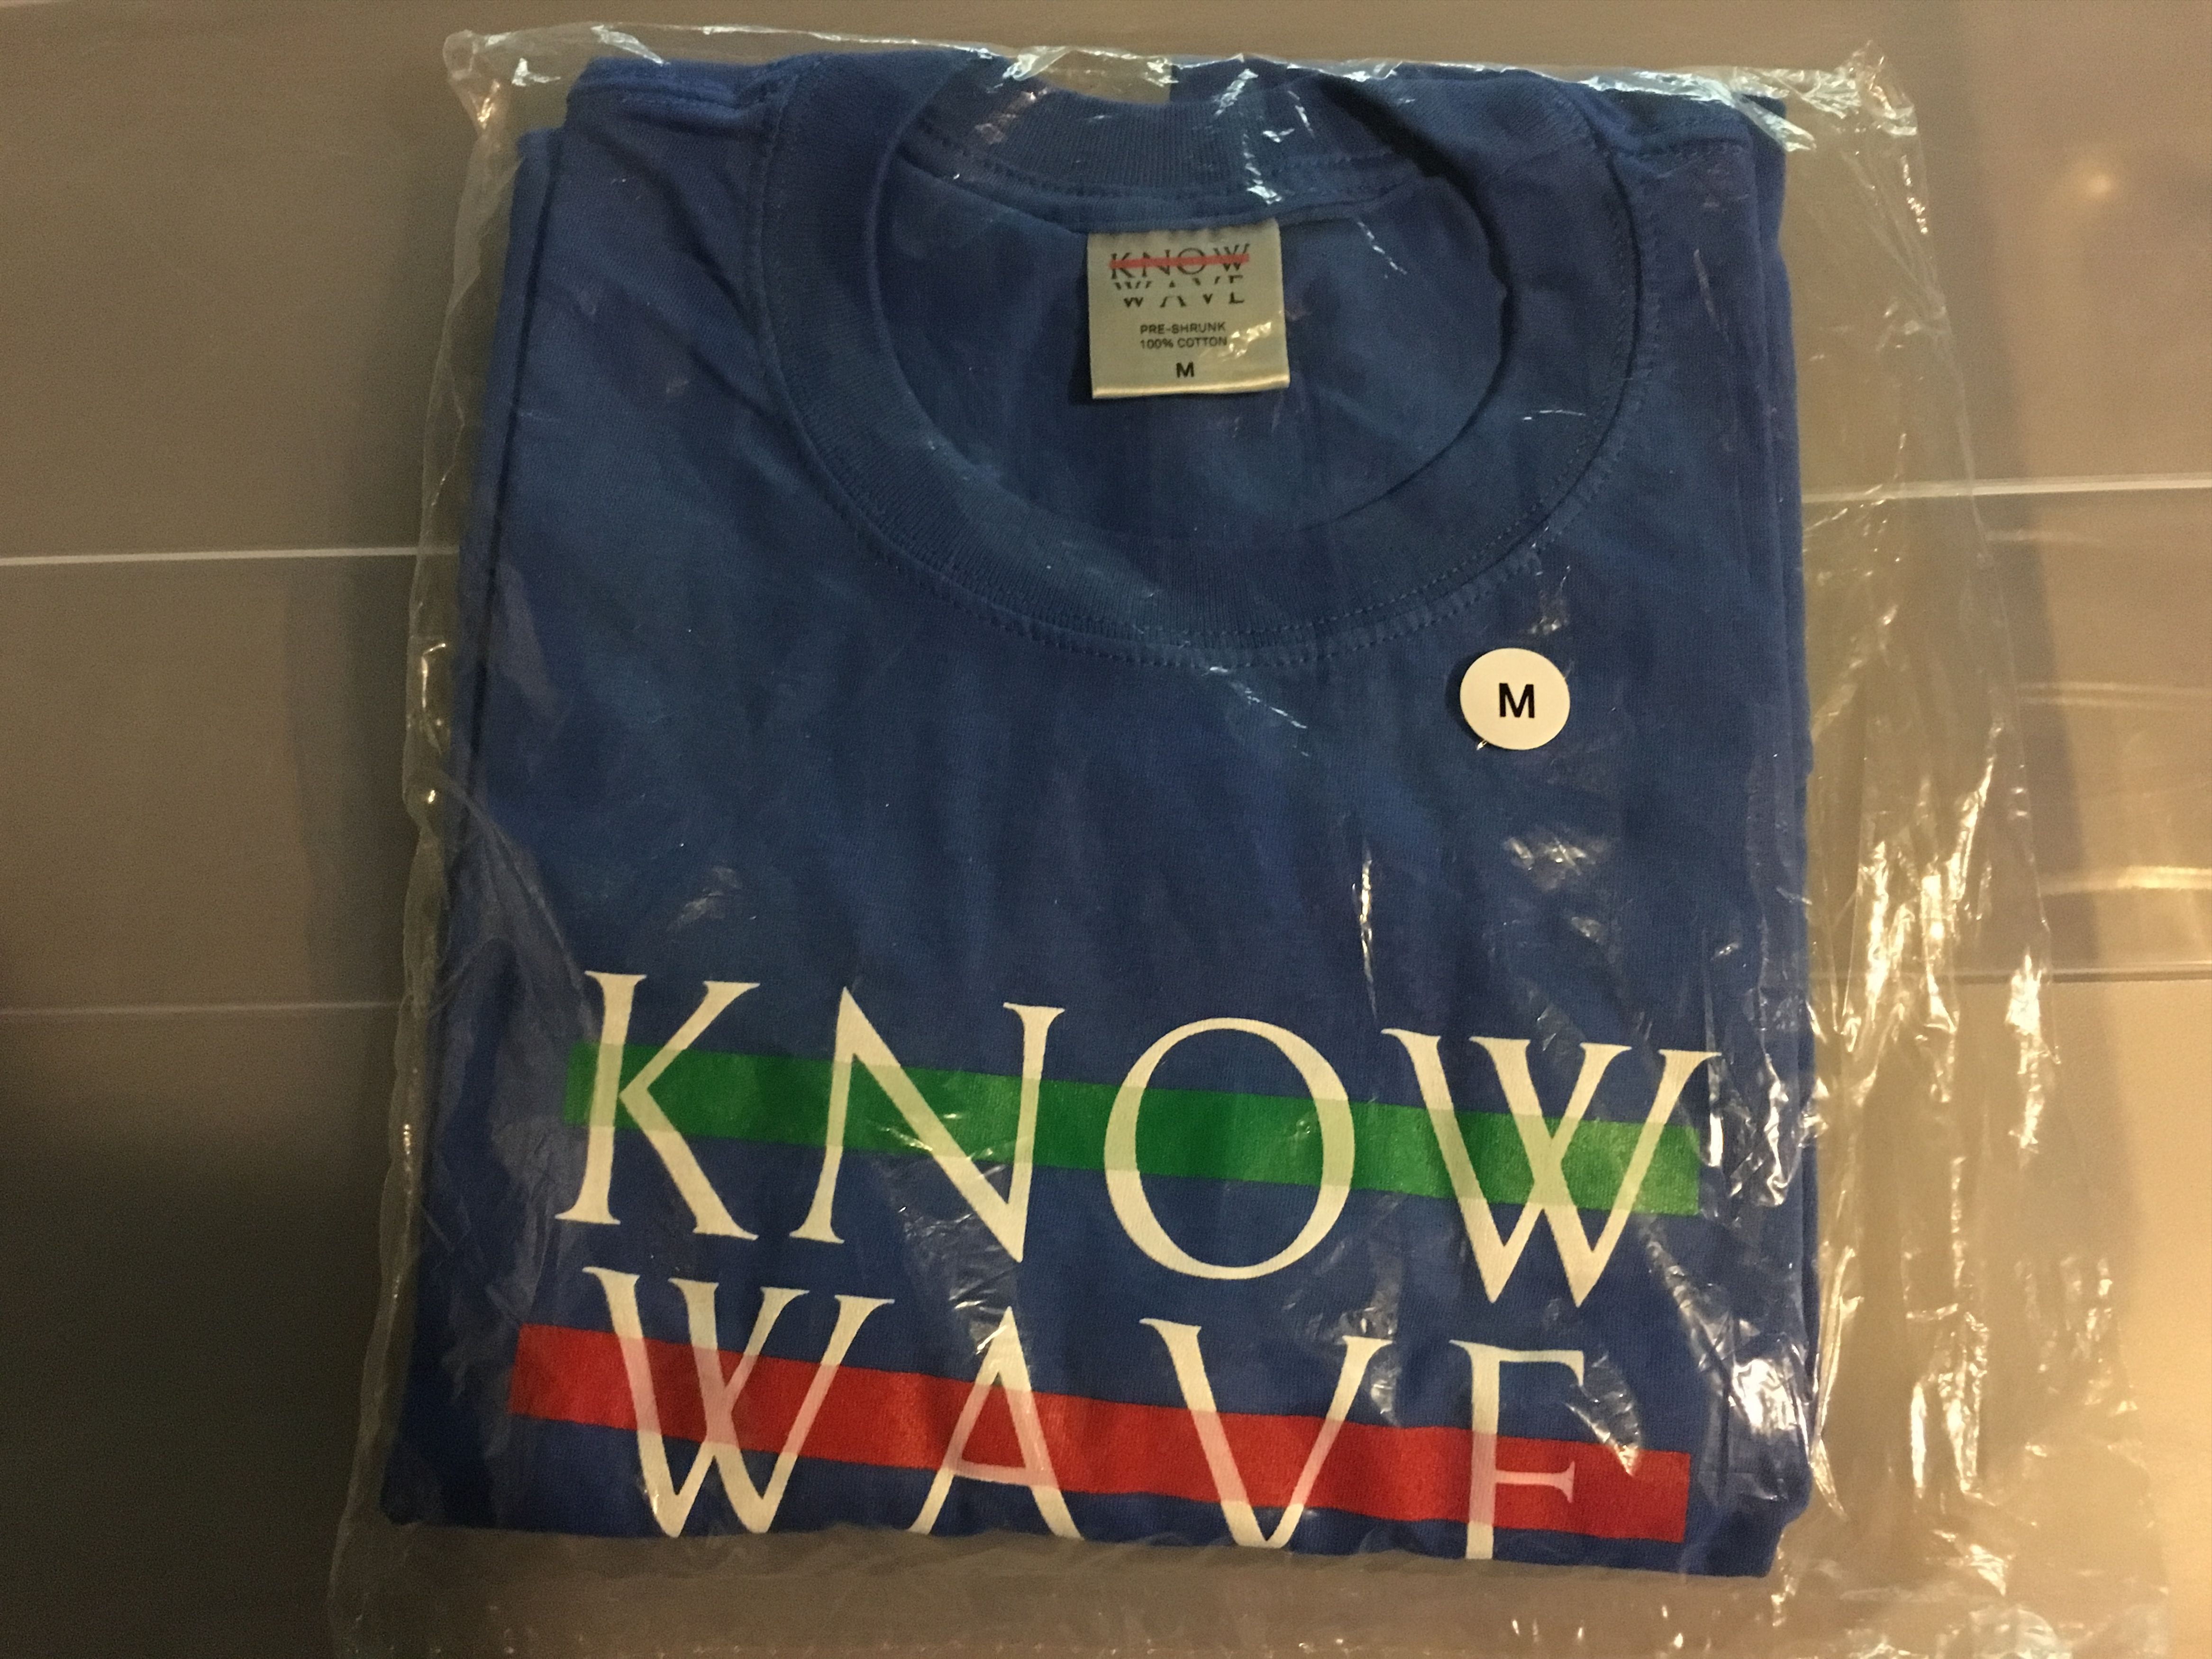 KNOW
WAVE
PRE-SHRUNK
100% COTTON
M
M
KNOW
WAVE